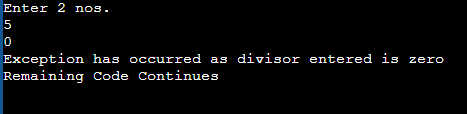 Enter 2 nos.
5
0
Exception has occurred as divisor entered is zero
Remaining Code Continues